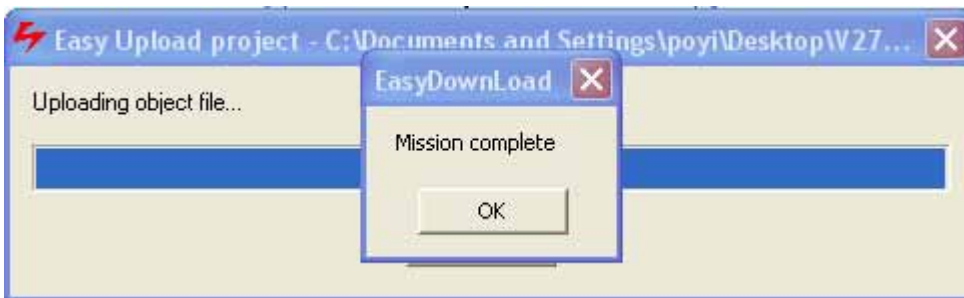 Easy Upload project - C:\Documents and Settings\poyi\Desktop\V27...
EasyDownLoad
Uploading object file...
Mission complete
OK